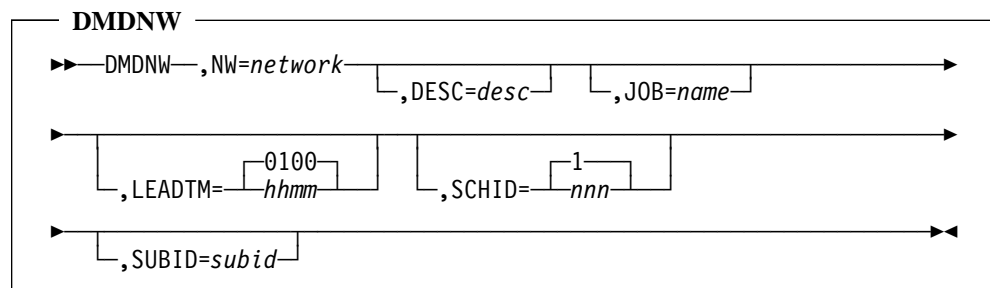 DMDNW
DMDNW ,NW=network
,DESC=desc ,JOB=name
0100 1
,LEADTM= hhmm ,SCHID= nnn
,SUBID=subid